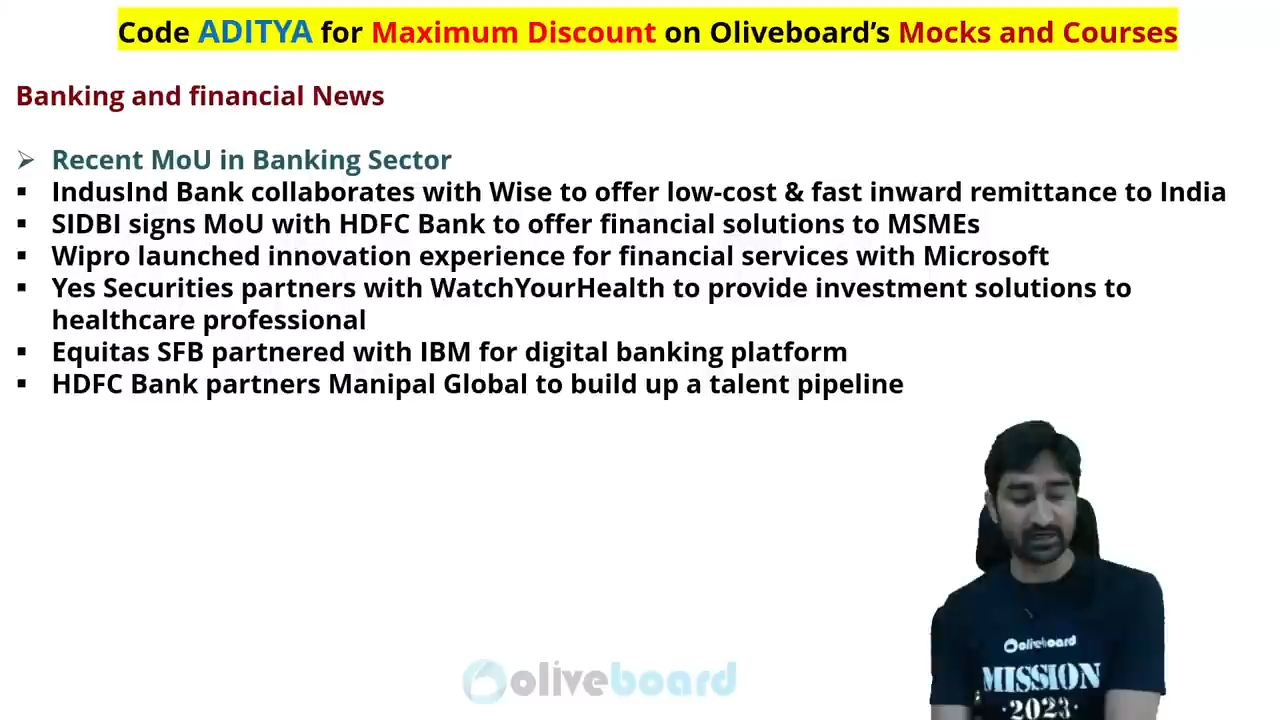 Code ADITYA for Maximum Discount on Oliveboard’s Mocks and Courses
Banking and financial News
Recent MoU in Banking Sector
IndusInd Bank collaborates with Wise to offer low-cost & fast inward remittance to India
SIDBI signs MoU with HDFC Bank to offer financial solutions to MSMEs
Wipro launched innovation experience for financial services with Microsoft
Yes Securities partners with WatchYourHealth to provide investment solutions to
healthcare professional
Equitas SFB partnered with IBM for digital banking platform
HDFC Bank partners Manipal Global to build up a talent pipeline
oliveboard
MISSION
·2023·
oliveboard